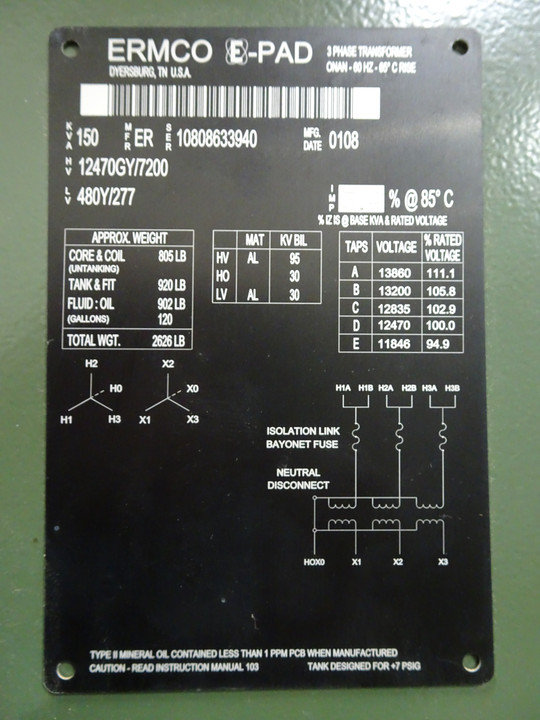 ERMCO E-PAD 3 PHASE TRANSFORMER
DYERSBURG, TN U.S.A. ONAN - 60 HZ - 65° C RISE
KVA 150 MFR ER SER 10808633940 MFG. DATE 0108
HV 12470GY/7200
LV 480Y/277
IMP % @ 85° C
% IZ IS @ BASE KVA & RATED VOLTAGE
APPROX. WEIGHT
CORE & COIL 805 LB
(UNTANKING)
TANK & FIT 920 LB
FLUID : OIL 902 LB
(GALLONS) 120
TOTAL WGT. 2626 LB
MAT KV BIL
HV AL 95
HO 30
LV AL 30
TAPS VOLTAGE % RATED VOLTAGE
A 13860 111.1
B 13200 105.8
C 12835 102.9
D 12470 100.0
E 11846 94.9
H2 X2
H0 X0
H1 H3 X1 X3
H1A H1B H2A H2B H3A H3B
ISOLATION LINK
BAYONET FUSE
NEUTRAL
DISCONNECT
HOX0 X1 X2 X3
TYPE II MINERAL OIL CONTAINED LESS THAN 1 PPM PCB WHEN MANUFACTURED
CAUTION - READ INSTRUCTION MANUAL 103 TANK DESIGNED FOR +7 PSIG